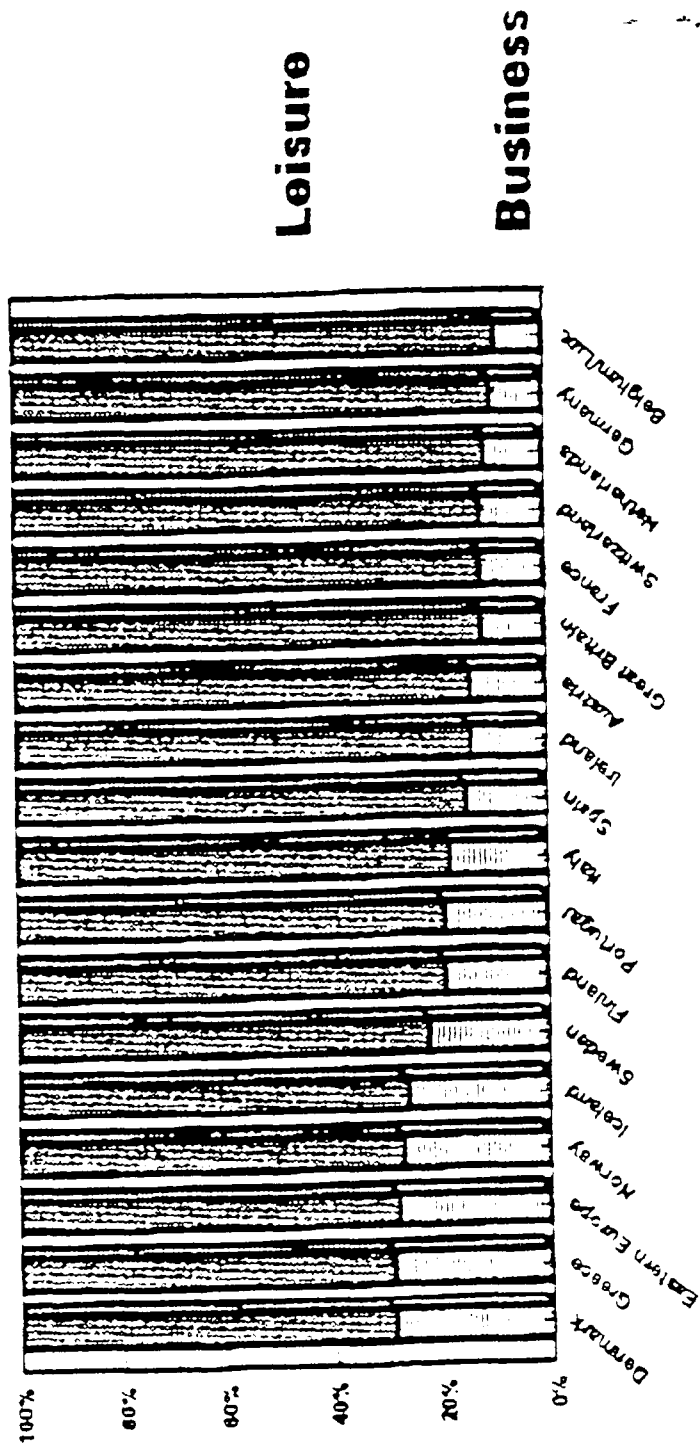 Leisure
Business
100%
80%
60%
40%
20%
0%
Denmark
Greece
Eastern Europe
Norway
Iceland
Sweden
Finland
Portugal
Italy
Spain
Ireland
Austria
Great Britain
France
Switzerland
Netherlands
Germany
Belgium/Lux